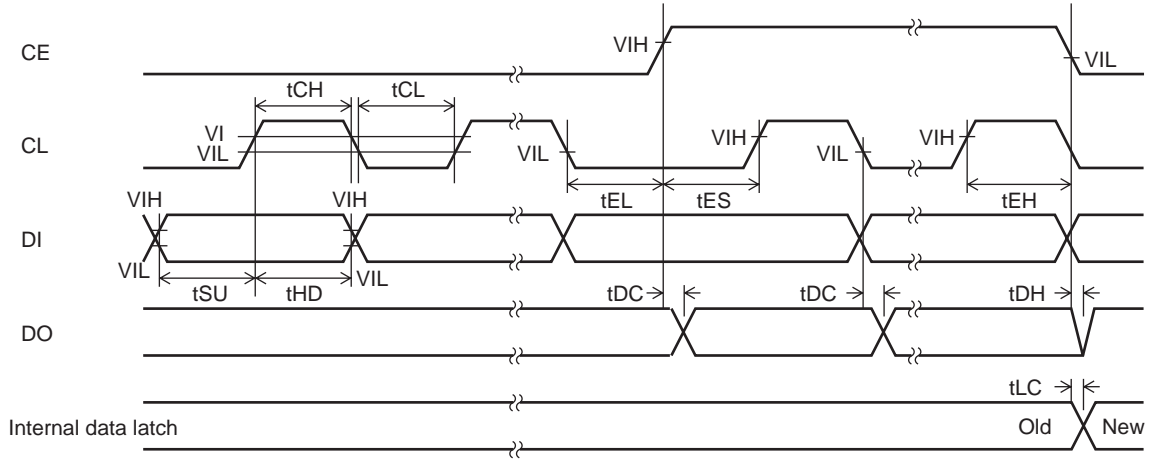 CE
VIH
VIL
tCH
tCL
CL
VI
VIL
VIL
VIH
VIL
VIH
tEL
tES
tEH
DI
VIH
VIH
VIL
VIL
tSU
tHD
DO
tDC
tDC
tDH
Internal data latch
tLC
Old
New